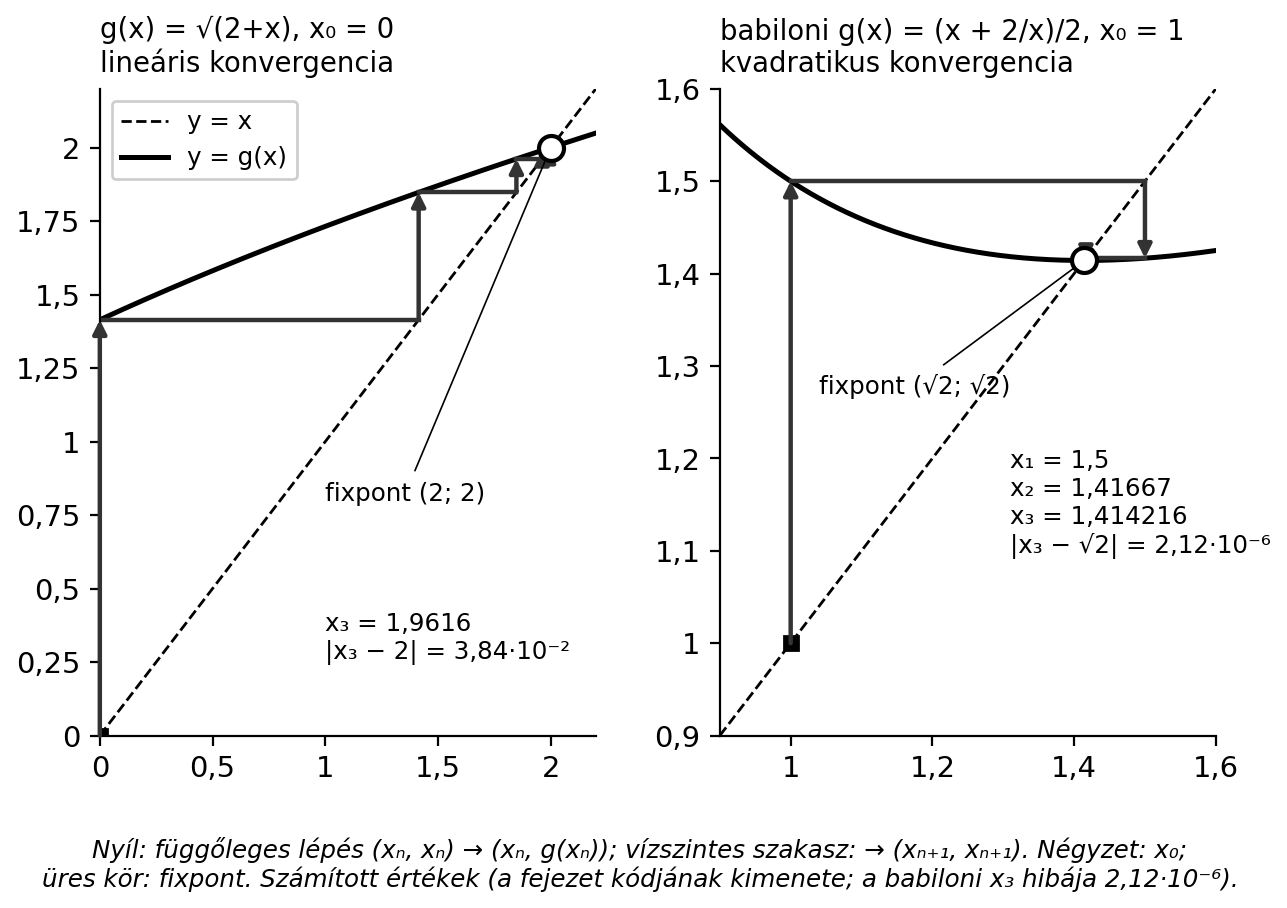 g(x) = √(2+x), x₀ = 0
lineáris konvergencia
y = x
y = g(x)
2
1,75
1,5
1,25
1
0,75
0,5
0,25
0
0
0,5
1
1,5
2
fixpont (2; 2)
x₃ = 1,9616
|x₃ − 2| = 3,84·10⁻²
babiloni g(x) = (x + 2/x)/2, x₀ = 1
kvadratikus konvergencia
1,6
1,5
1,4
1,3
1,2
1,1
1
0,9
1
1,2
1,4
1,6
fixpont (√2; √2)
x₁ = 1,5
x₂ = 1,41667
x₃ = 1,414216
|x₃ − √2| = 2,12·10⁻⁶
Nyíl: függőleges lépés (xₙ, xₙ) → (xₙ, g(xₙ)); vízszintes szakasz: → (xₙ₊₁, xₙ₊₁). Négyzet: x₀;
üres kör: fixpont. Számított értékek (a fejezet kódjának kimenete; a babiloni x₃ hibája 2,12·10⁻⁶).